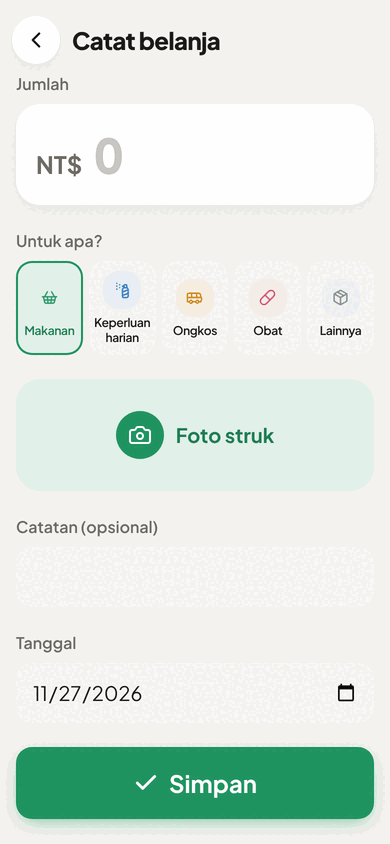 Catat belanja
Jumlah
NT$ 0
Untuk apa?
Makanan
Keperluan
harian
Ongkos
Obat
Lainnya
Foto struk
Catatan (opsional)
Tanggal
11/27/2026
Simpan